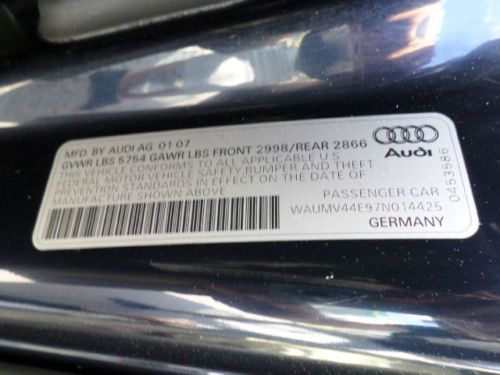 MFD. BY AUDI AG 01 07
GVWR LBS 5754 GAWR LBS FRONT 2998/REAR 2866
THIS VEHICLE CONFORMS TO ALL APPLICABLE U S
FEDERAL MOTOR VEHICLE SAFETY BUMPER AND THEFT
PREVENTION STANDARDS IN EFFECT ON THE DATE OF
MANUFACTURE SHOWN ABOVE
Audi
0453586
PASSENGER CAR
WAUMV44E97N014425
GERMANY